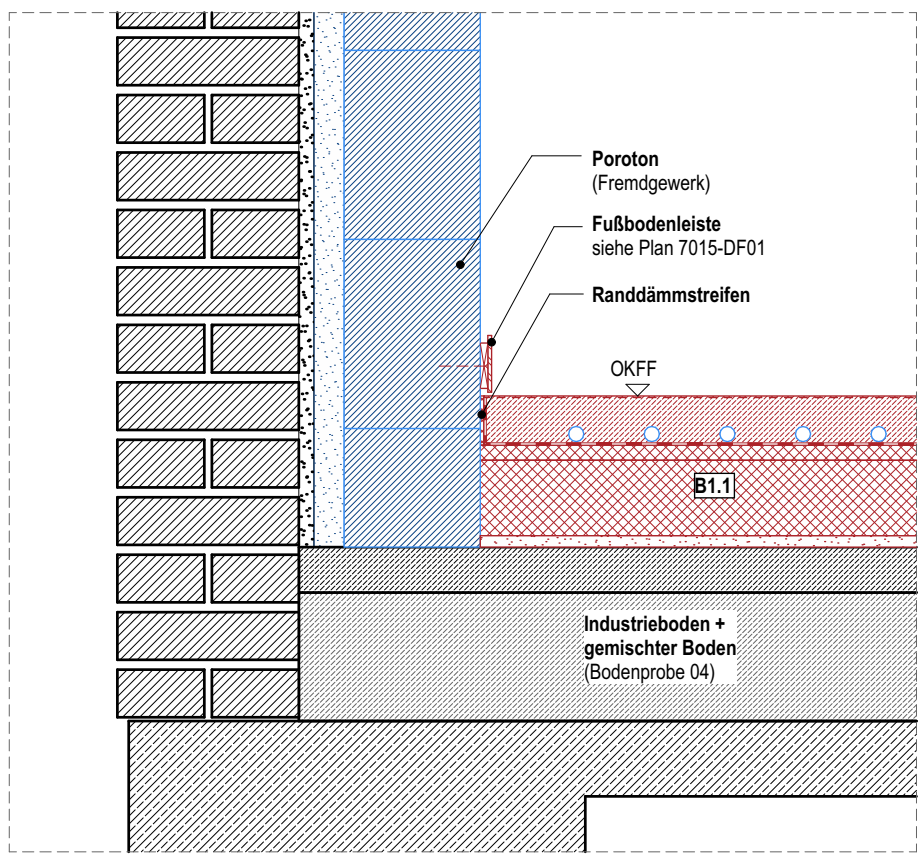 Poroton
(Fremdgewerk)
Fußbodenleiste
siehe Plan 7015-DF01
Randdämmstreifen
OKFF
B1.1
Industrieboden +
gemischter Boden
(Bodenprobe 04)